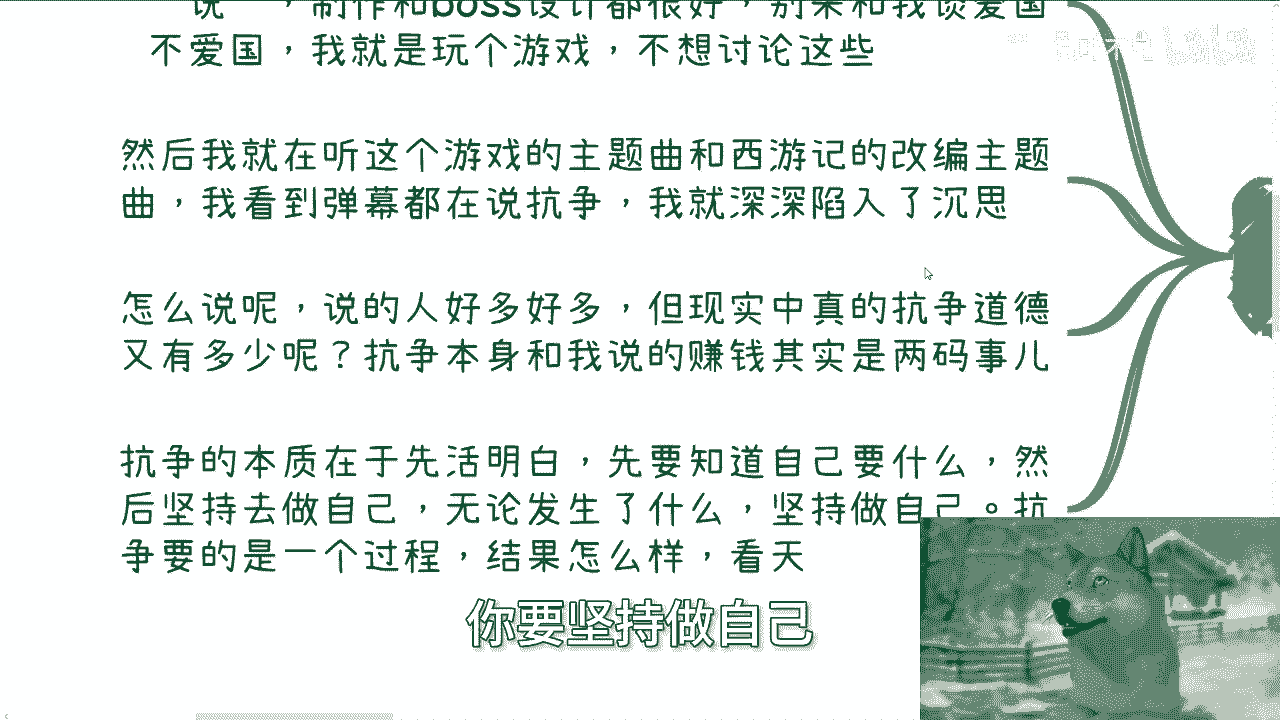 说一，制作和boss设计都很好，别来和我谈爱国
不爱国，我就是玩个游戏，不想讨论这些
然后我就在听这个游戏的主题曲和西游记的改编主题
曲，我看到弹幕都在说抗争，我就深深陷入了沉思
怎么说呢，说的人好多好多，但现实中真的抗争道德
又有多少呢？抗争本身和我说的赚钱其实是两码事儿
抗争的本质在于先活明白，先要知道自己要什么，然
后坚持去做自己，无论发生了什么，坚持做自己。抗
争要的是一个过程，结果怎么样，看天
你要坚持做自己